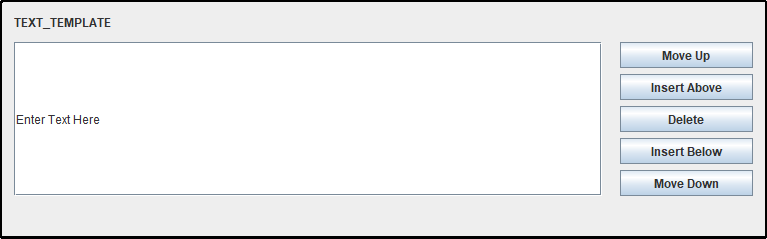 TEXT_TEMPLATE
Move Up
Insert Above
Enter Text Here
Delete
Insert Below
Move Down